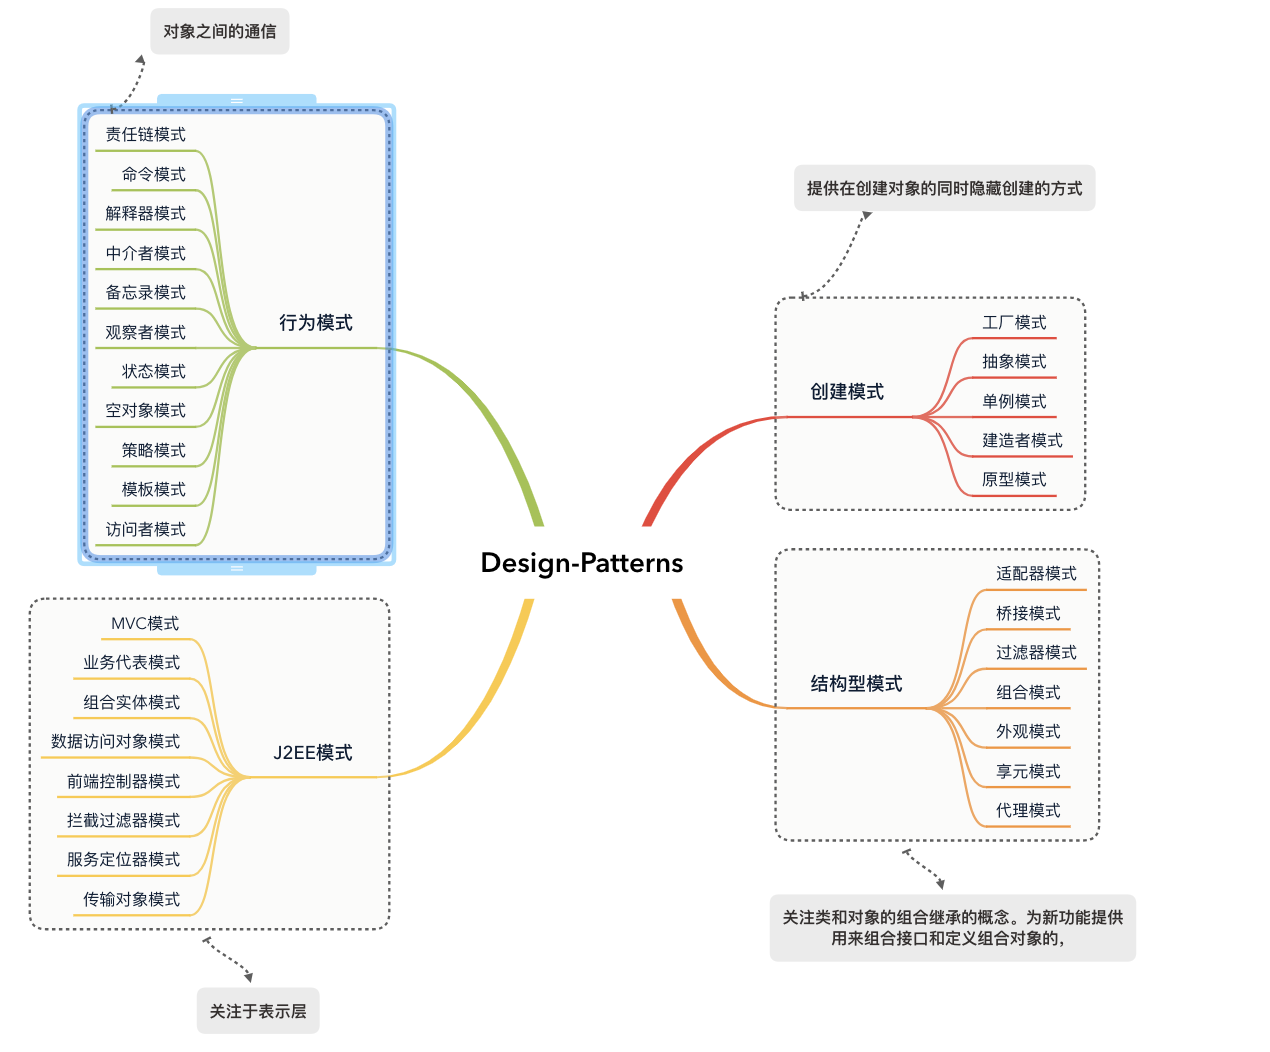 对象之间的通信
责任链模式
命令模式
解释器模式
中介者模式
备忘录模式
观察者模式
状态模式
空对象模式
策略模式
模板模式
访问者模式
行为模式
提供在创建对象的同时隐藏创建的方式
创建模式
工厂模式
抽象模式
单例模式
建造者模式
原型模式
Design-Patterns
MVC模式
业务代表模式
组合实体模式
数据访问对象模式
前端控制器模式
拦截过滤器模式
服务定位器模式
传输对象模式
J2EE模式
关注于表示层
结构型模式
适配器模式
桥接模式
过滤器模式
组合模式
外观模式
享元模式
代理模式
关注类和对象的组合继承的概念。为新功能提供
用来组合接口和定义组合对象的，